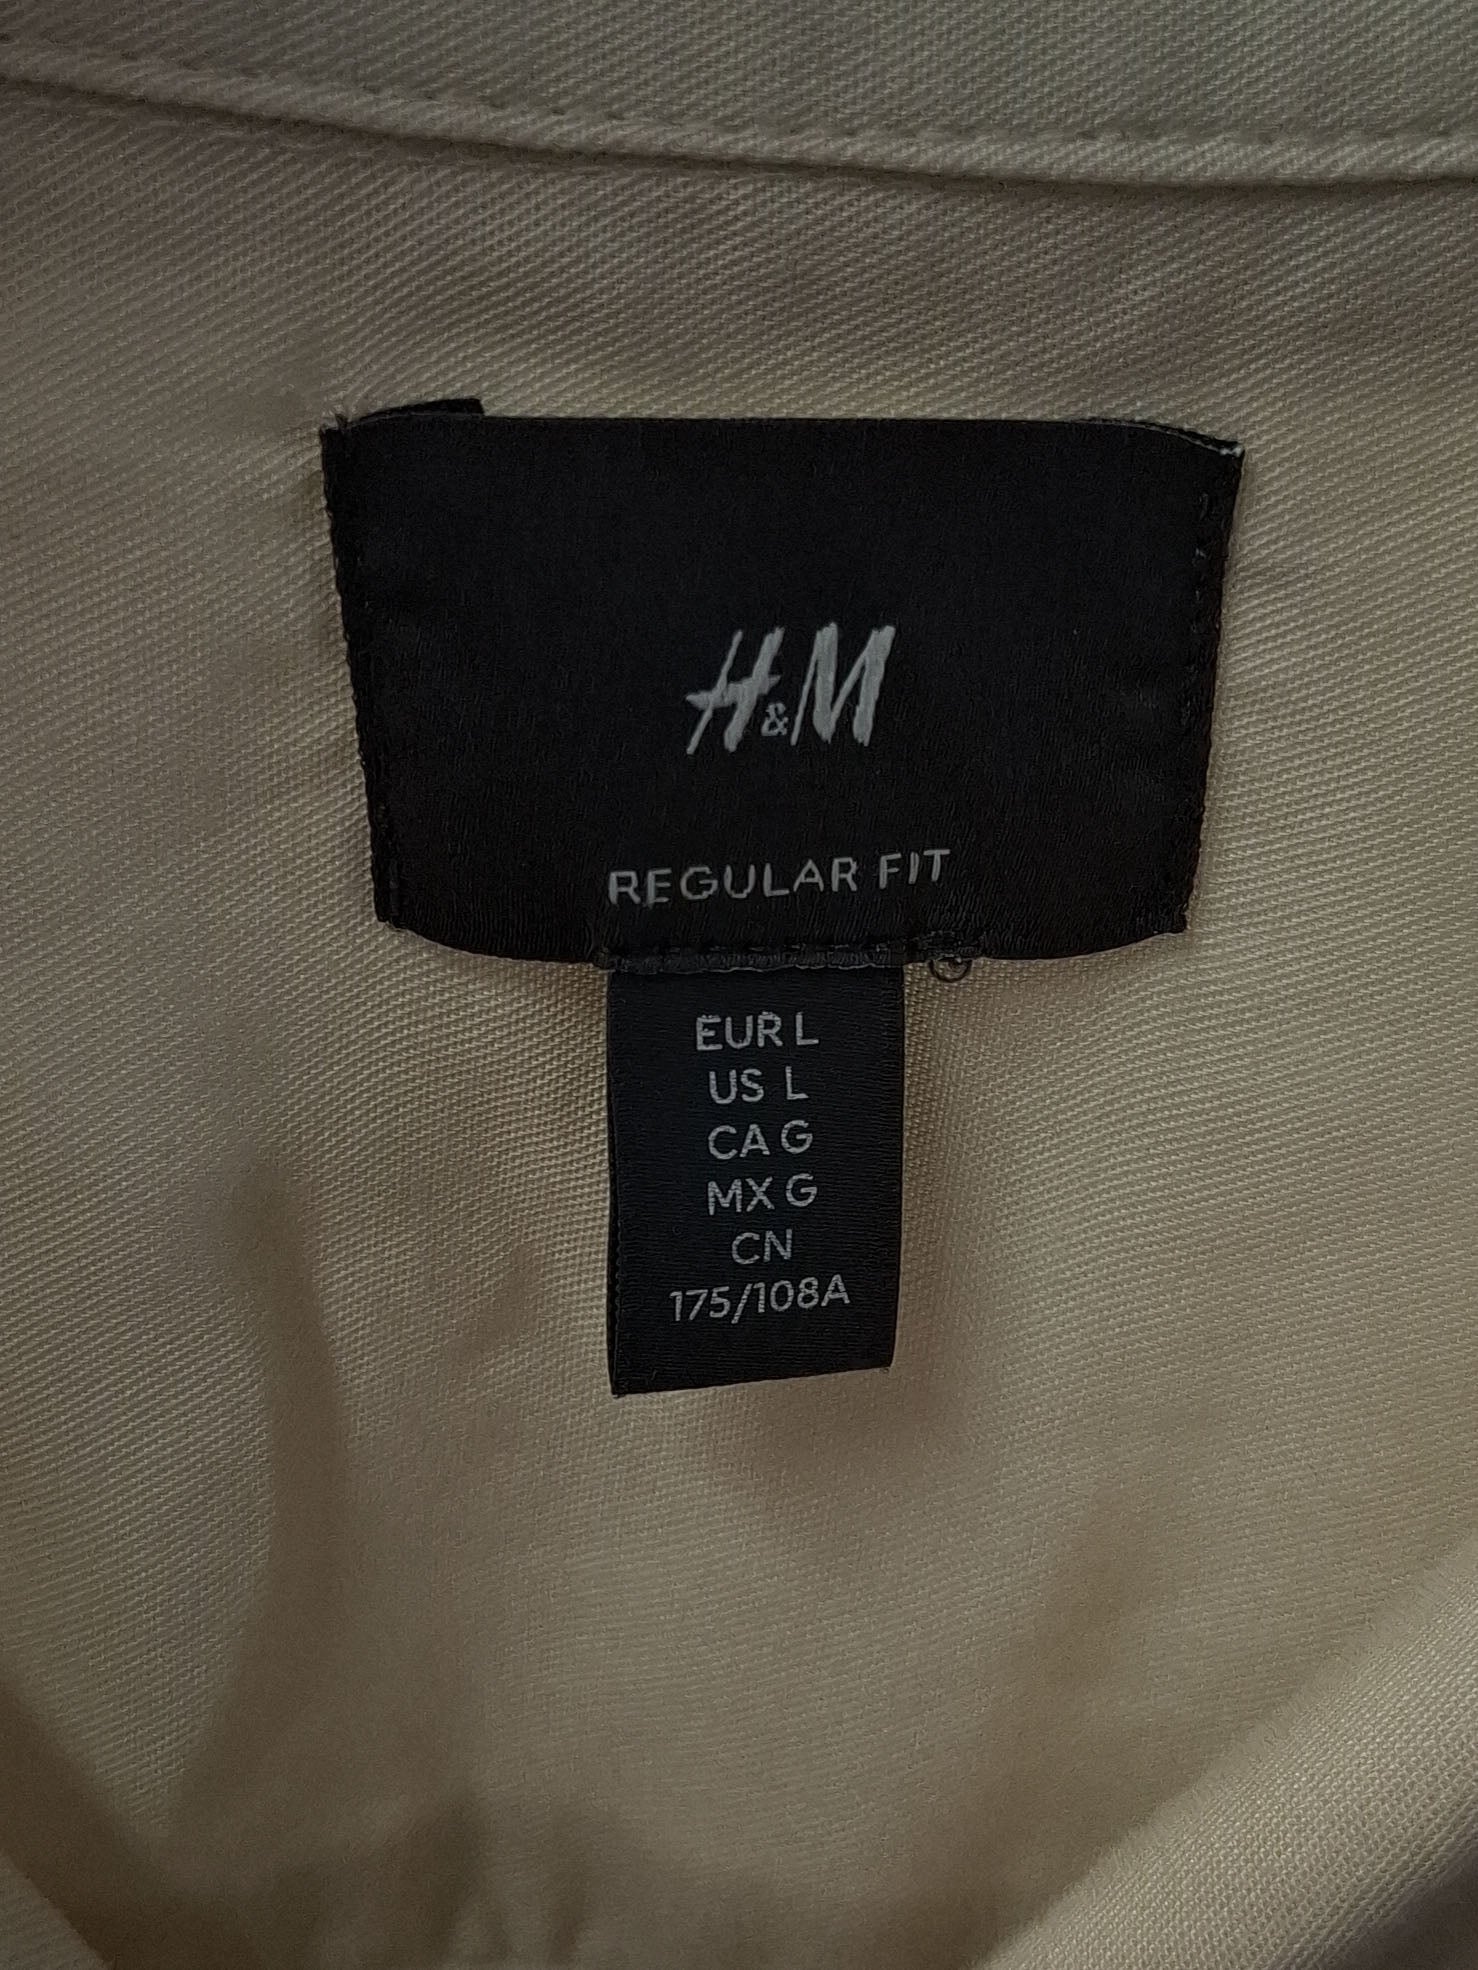 H&M
REGULAR FIT
EUR L
US L
CA G
MX G
CN
175/108A